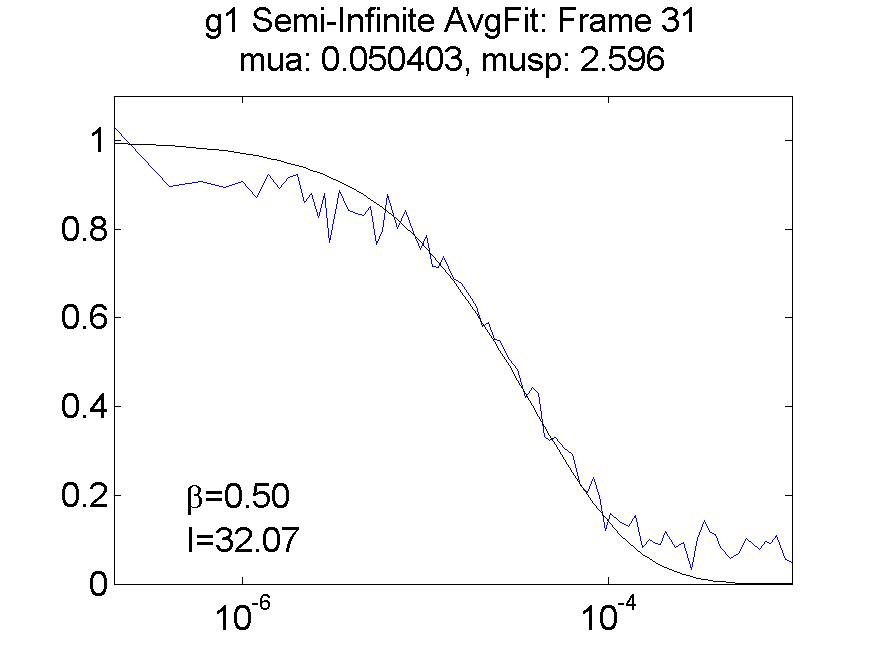 g1 Semi-Infinite AvgFit: Frame 31
mua: 0.050403, musp: 2.596
1
0.8
0.6
0.4
0.2
0
β=0.50
I=32.07
10^-6 10^-4